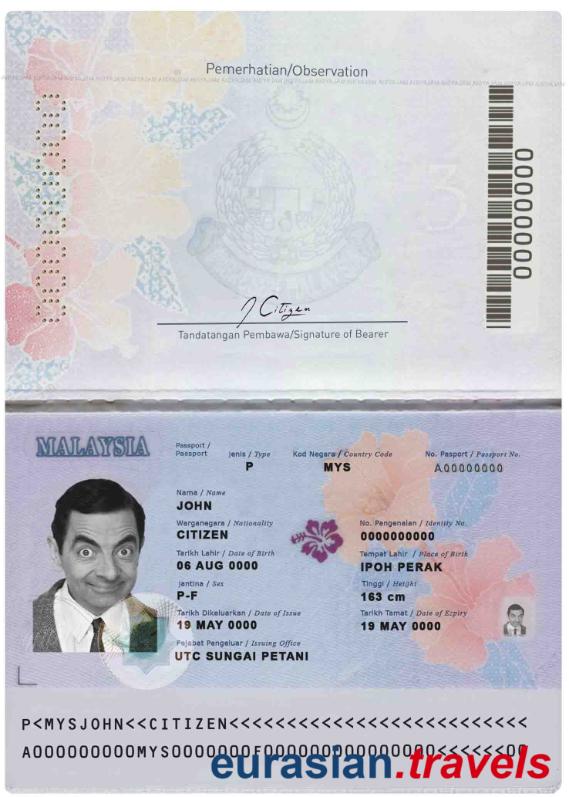 Pemerhatian/Observation
000000000
J Citizen
Tandatangan Pembawa/Signature of Bearer
MALAYSIA
Passport / Passport
Jenis / Type
Kod Negara / Country Code
No. Pasport / Passport No.
P
MYS
A00000000
Nama / Name
JOHN
Warganegara / Nationality
No. Pengenalan / Identity No.
CITIZEN
0000000000
Tarikh Lahir / Date of Birth
Tempat Lahir / Place of Birth
06 AUG 0000
IPOH PERAK
Jantina / Sex
Tinggi / Height
P-F
163 cm
Tarikh Dikeluarkan / Date of Issue
Tarikh Tamat / Date of Expiry
19 MAY 0000
19 MAY 0000
Pejabat Pengeluar / Issuing Office
UTC SUNGAI PETANI
P<MYSJOHN<<CITIZEN<<<<<<<<<<<<<<<<<<<<<<<<<<
A000000000MYS0000000F000000000000000<<<<<<00
eurasian.travels